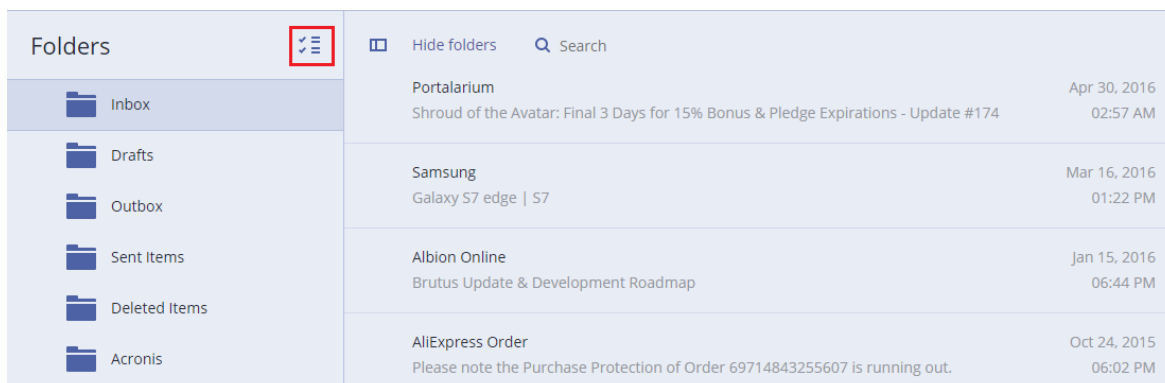 Folders
Inbox
Drafts
Outbox
Sent Items
Deleted Items
Acronis
Hide folders Search
Portalarium Apr 30, 2016
Shroud of the Avatar: Final 3 Days for 15% Bonus & Pledge Expirations - Update #174 02:57 AM
Samsung Mar 16, 2016
Galaxy S7 edge | S7 01:22 PM
Albion Online Jan 15, 2016
Brutus Update & Development Roadmap 06:44 PM
AliExpress Order Oct 24, 2015
Please note the Purchase Protection of Order 69714843255607 is running out. 06:02 PM